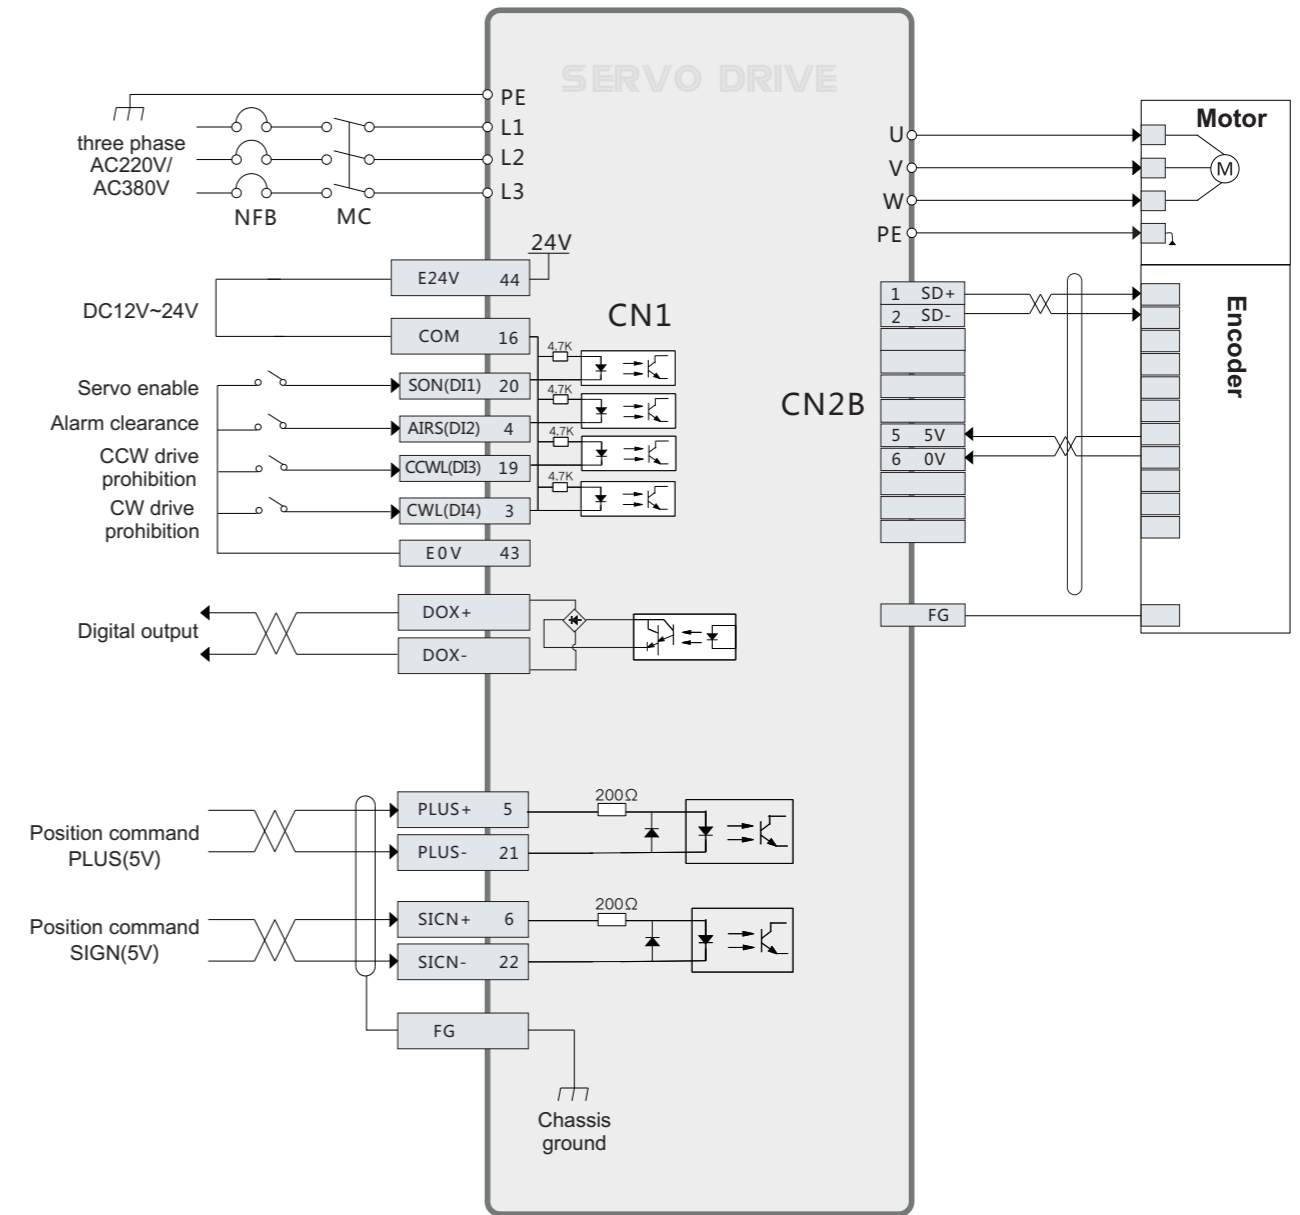 SERVO DRIVE
PE
L1
L2
L3
three phase
AC220V/
AC380V
NFB
MC
U
V
W
PE
Motor
M
24V
E24V 44
DC12V~24V
COM 16
CN1
4.7K
Servo enable
SON(DI1) 20
4.7K
Alarm clearance
AIRS(DI2) 4
4.7K
CCW drive
prohibition
CCWL(DI3) 19
4.7K
CW drive
prohibition
CWL(DI4) 3
E0V 43
Digital output
DOX+
DOX-
CN2B
1 SD+
2 SD-
5 5V
6 0V
FG
Encoder
Position command
PLUS(5V)
PLUS+ 5
PLUS- 21
200Ω
Position command
SIGN(5V)
SICN+ 6
SICN- 22
200Ω
FG
Chassis
ground